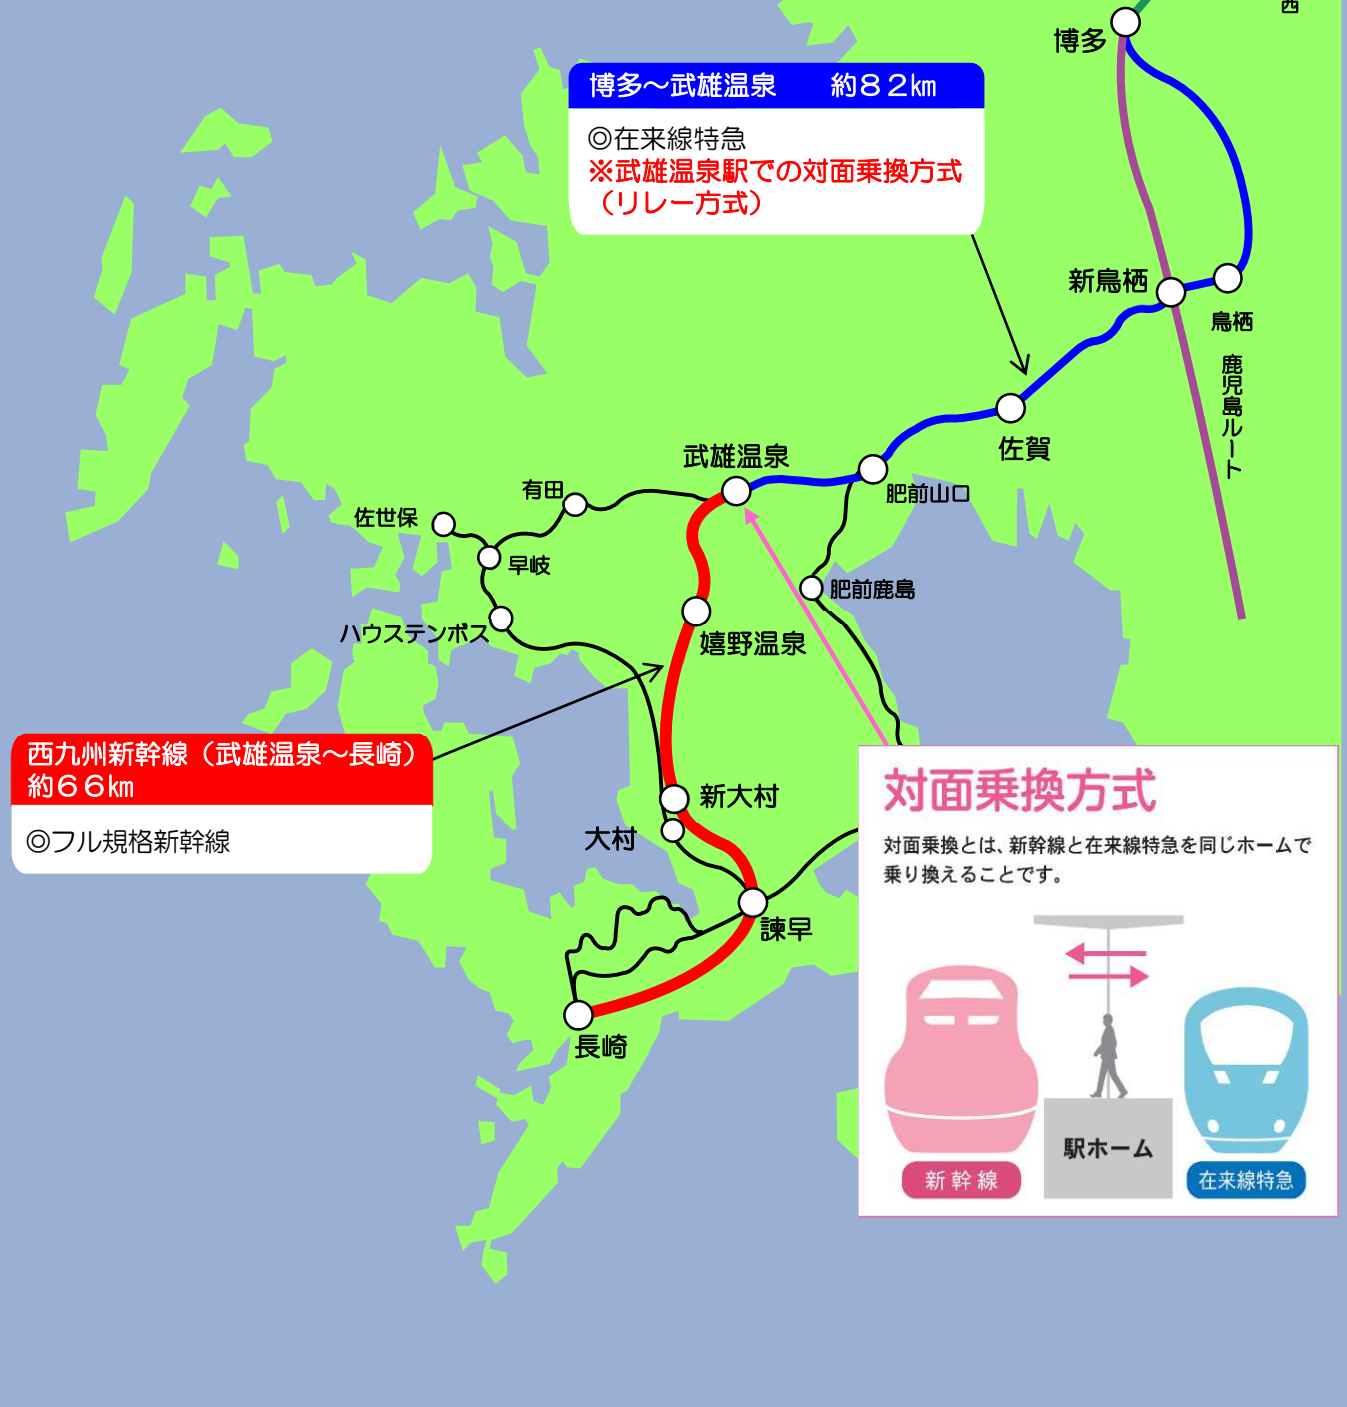 西
博多
博多～武雄温泉　　約８２㎞
◎在来線特急
※武雄温泉駅での対面乗換方式
（リレー方式）
新鳥栖
鳥栖
鹿児島ルート
佐賀
武雄温泉
肥前山口
有田
佐世保
早岐
肥前鹿島
ハウステンボス
嬉野温泉
西九州新幹線（武雄温泉～長崎）
約６６㎞
◎フル規格新幹線
新大村
大村
諫早
長崎
対面乗換方式
対面乗換とは、新幹線と在来線特急を同じホームで
乗り換えることです。
駅ホーム
新幹線
在来線特急